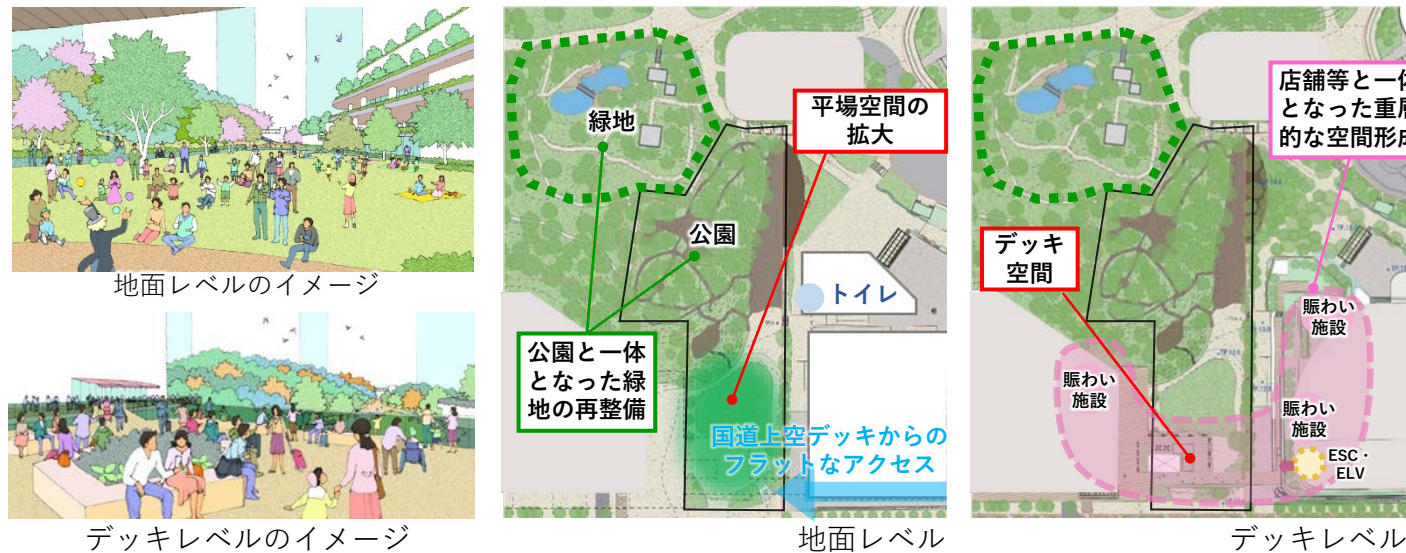 地面レベルのイメージ
デッキレベルのイメージ
緑地
平場空間の
拡大
公園
トイレ
公園と一体
となった緑
地の再整備
国道上空デッキからの
フラットなアクセス
地面レベル
店舗等と一体
となった重層
的な空間形成
デッキ
空間
賑わい
施設
賑わい
施設
賑わい
施設
ESC・
ELV
デッキレベル